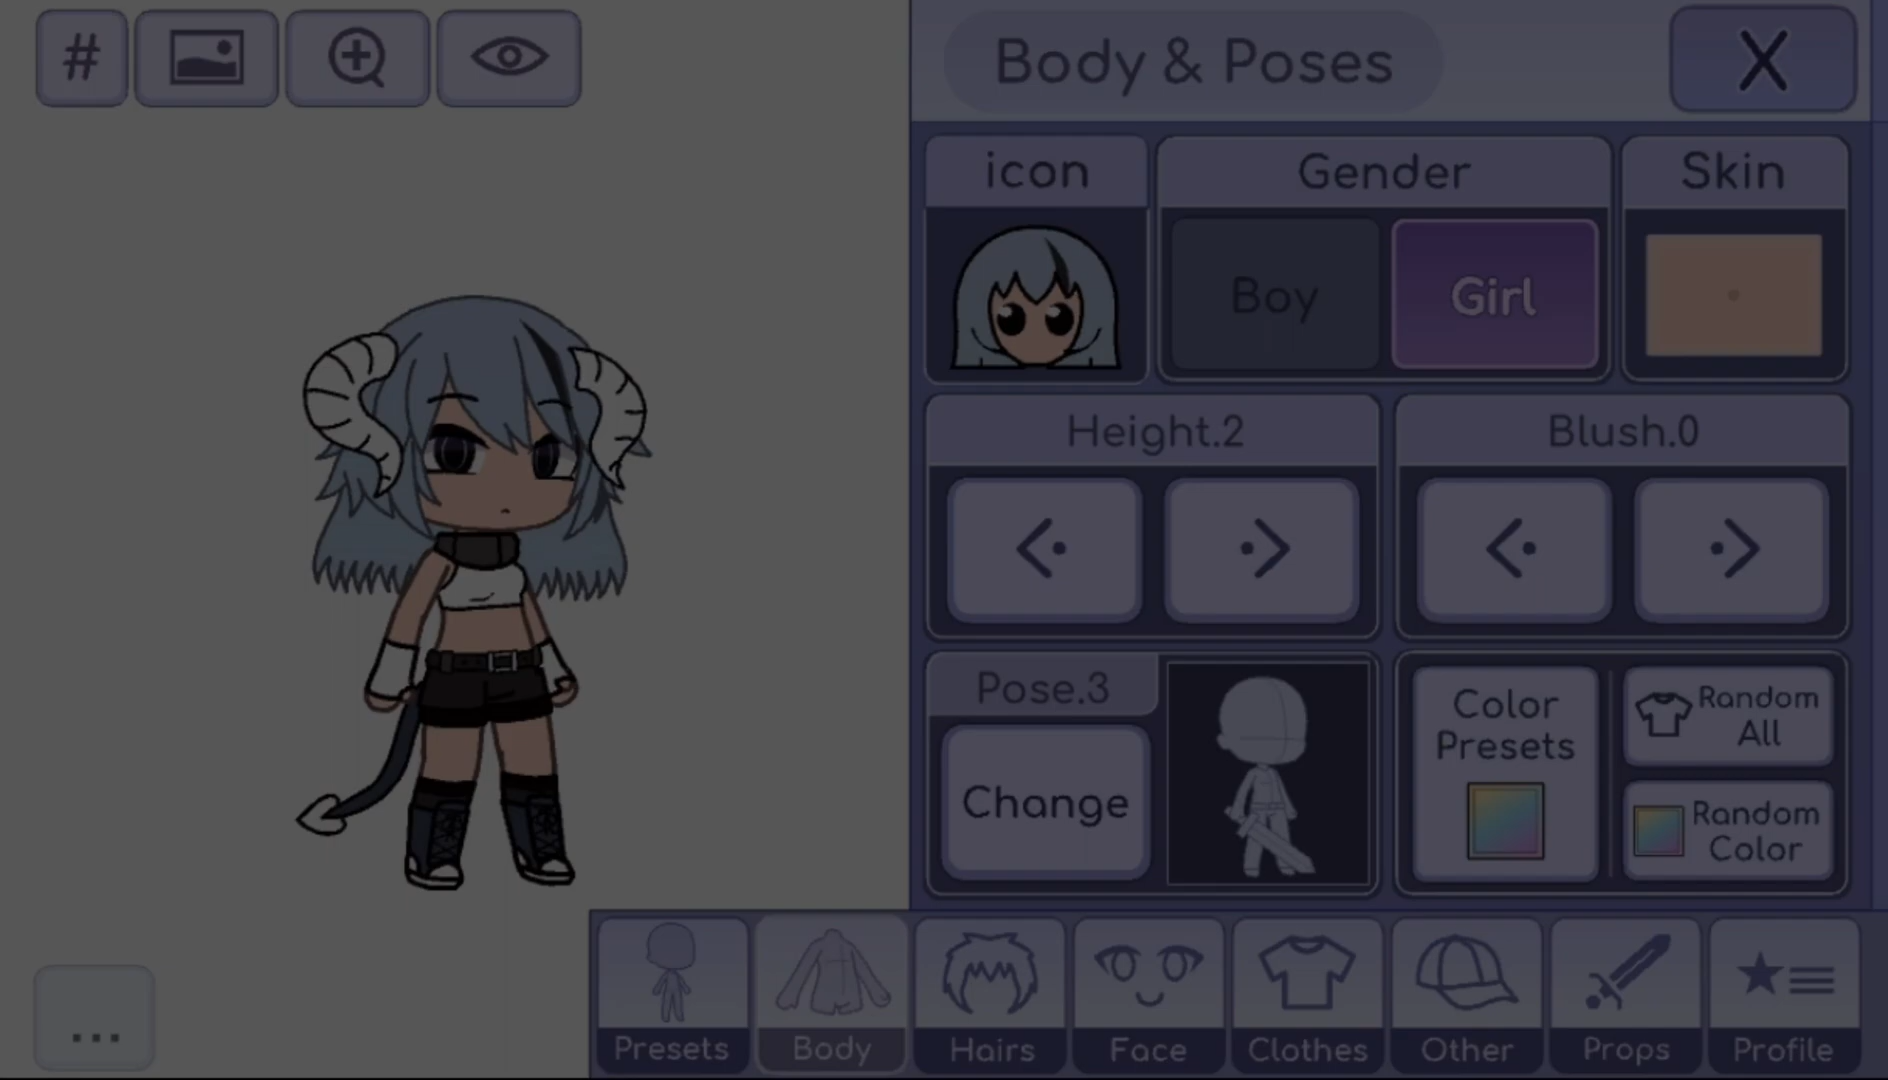 #
Body & Poses
X
icon
Gender
Skin
Boy
Girl
Height.2
Blush.0
Pose.3
Change
Color
Presets
Random
All
Random
Color
...
Presets
Body
Hairs
Face
Clothes
Other
Props
Profile